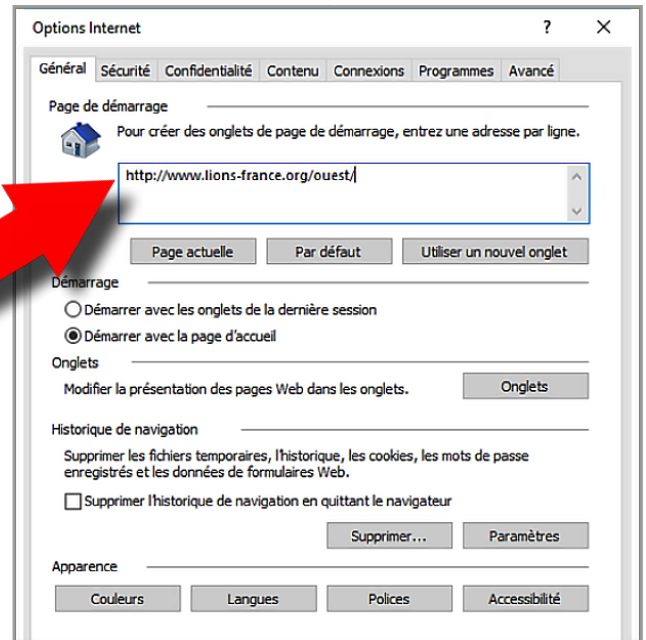 Options Internet ? ×
Général Sécurité Confidentialité Contenu Connexions Programmes Avancé
Page de démarrage
Pour créer des onglets de page de démarrage, entrez une adresse par ligne.
http://www.lions-france.org/ouest/
Page actuelle Par défaut Utiliser un nouvel onglet
Démarrage
Démarrer avec les onglets de la dernière session
Démarrer avec la page d'accueil
Onglets
Modifier la présentation des pages Web dans les onglets. Onglets
Historique de navigation
Supprimer les fichiers temporaires, l'historique, les cookies, les mots de passe
enregistrés et les données de formulaires Web.
Supprimer l'historique de navigation en quittant le navigateur
Supprimer... Paramètres
Apparence
Couleurs Langues Polices Accessibilité